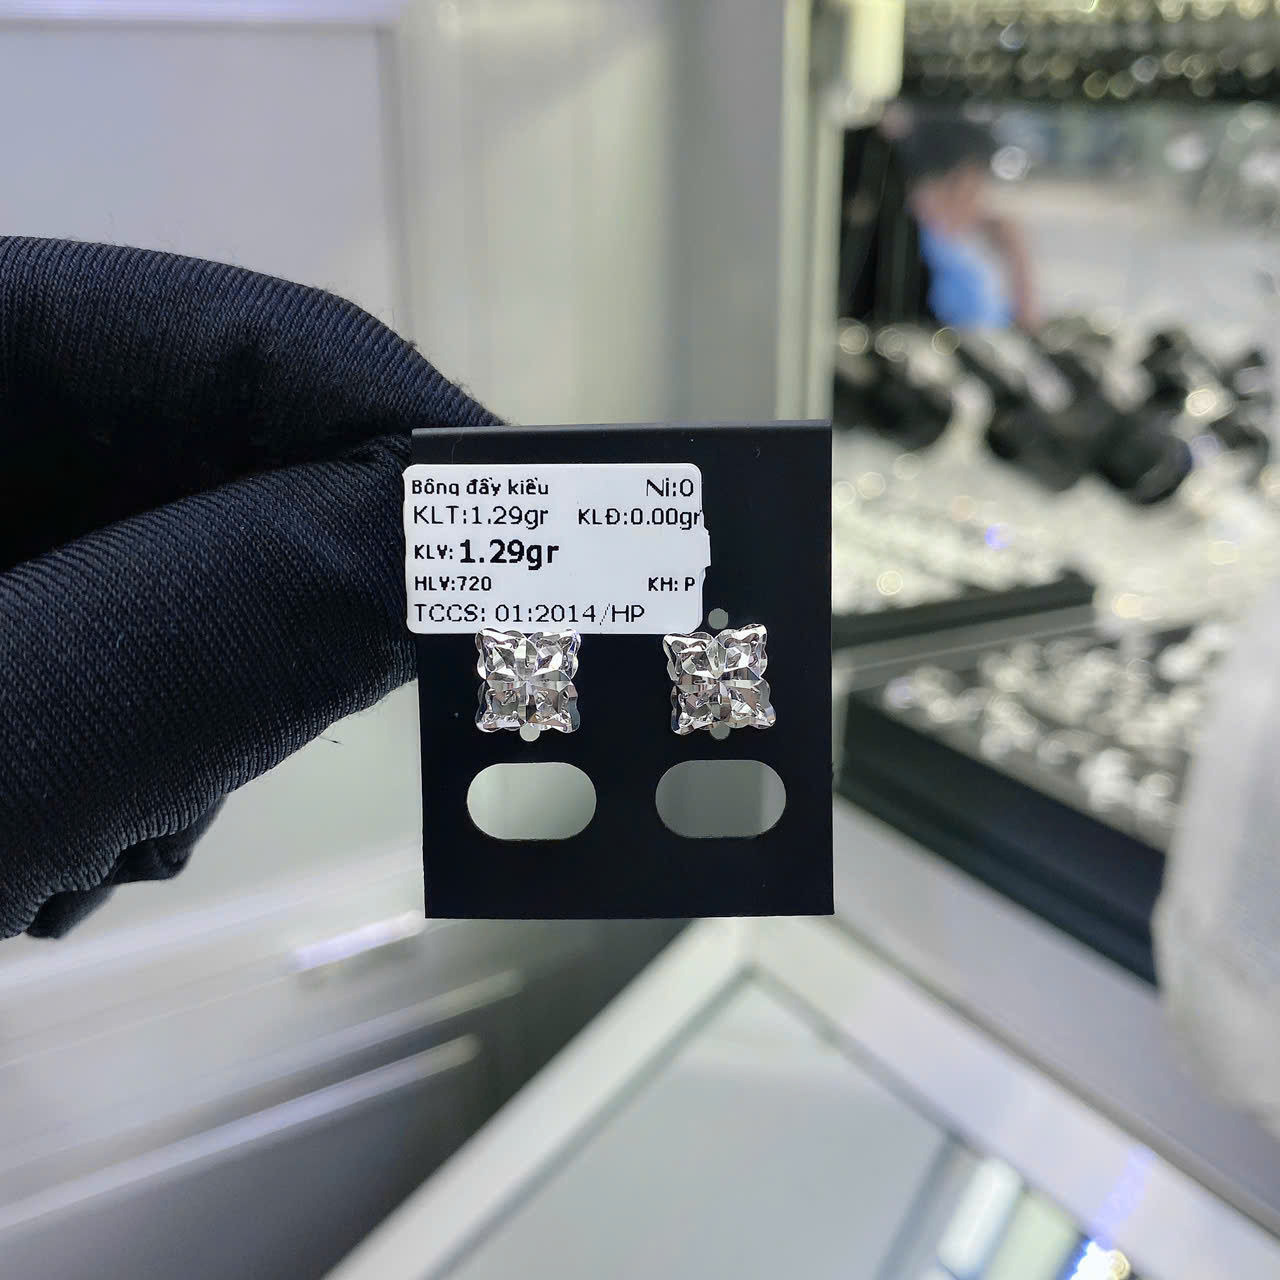 Bông đẩy kiểu Ni:0
KLT:1.29gr KLĐ:0.00gr
KLV: 1.29gr
HLV:720 KH: P
TCCS: 01:2014/HP